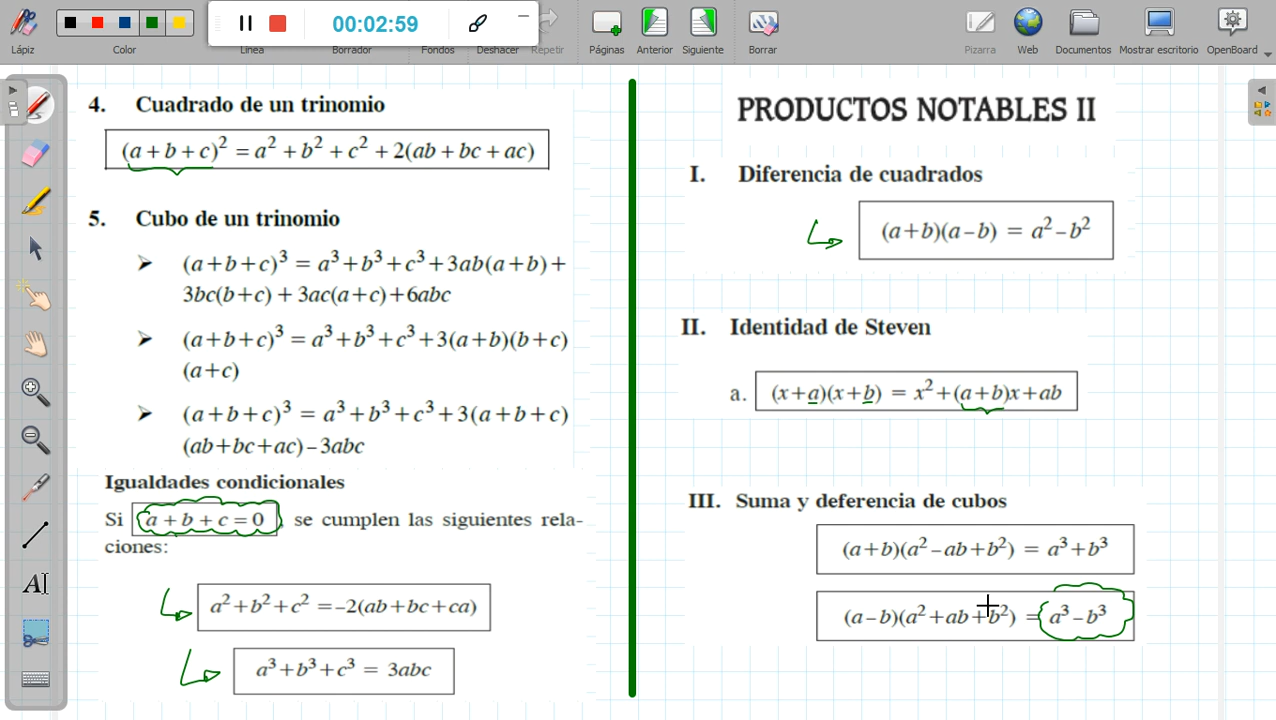 00:02:59
Lápiz
Color
Línea
Borrador
Fondos
Deshacer
Repetir
Páginas
Anterior
Siguiente
Borrar
Pizarra
Web
Documentos
Mostrar escritorio
OpenBoard
4. Cuadrado de un trinomio
(a+b+c)² = a² + b² + c² + 2(ab + bc + ac)
5. Cubo de un trinomio
➤ (a+b+c)³ = a³+b³+c³+3ab(a+b)+
3bc(b+c) + 3ac(a+c)+6abc
➤ (a+b+c)³ = a³+b³+c³+3(a+b)(b+c)
(a+c)
➤ (a+b+c)³ = a³+b³+c³+3(a+b+c)
(ab+bc+ac)–3abc
Igualdades condicionales
Si a + b + c = 0, se cumplen las siguientes rela-
ciones:
a²+b²+c² =–2(ab+bc+ca)
a³+b³+c³ = 3abc
PRODUCTOS NOTABLES II
I. Diferencia de cuadrados
(a+b)(a–b) = a²–b²
II. Identidad de Steven
a. (x+a)(x+b) = x²+(a+b)x+ab
III. Suma y deferencia de cubos
(a+b)(a²–ab+b²) = a³+b³
(a–b)(a²+ab+b²) = a³–b³
AI